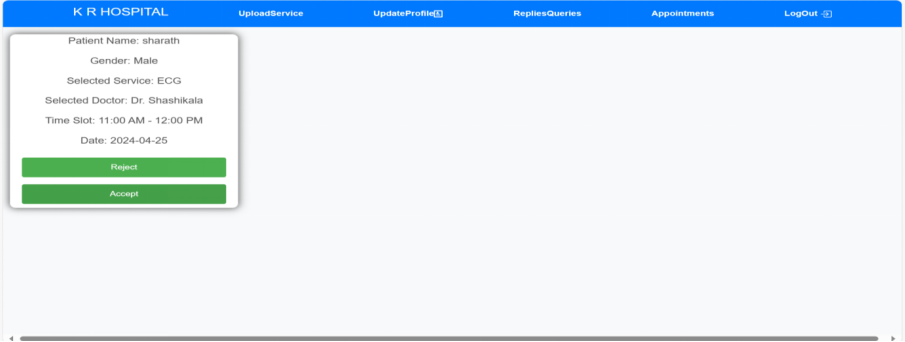 K R HOSPITAL UploadService UpdateProfile RepliesQueries Appointments LogOut
Patient Name: sharath
Gender: Male
Selected Service: ECG
Selected Doctor: Dr. Shashikala
Time Slot: 11:00 AM - 12:00 PM
Date: 2024-04-25
Reject
Accept